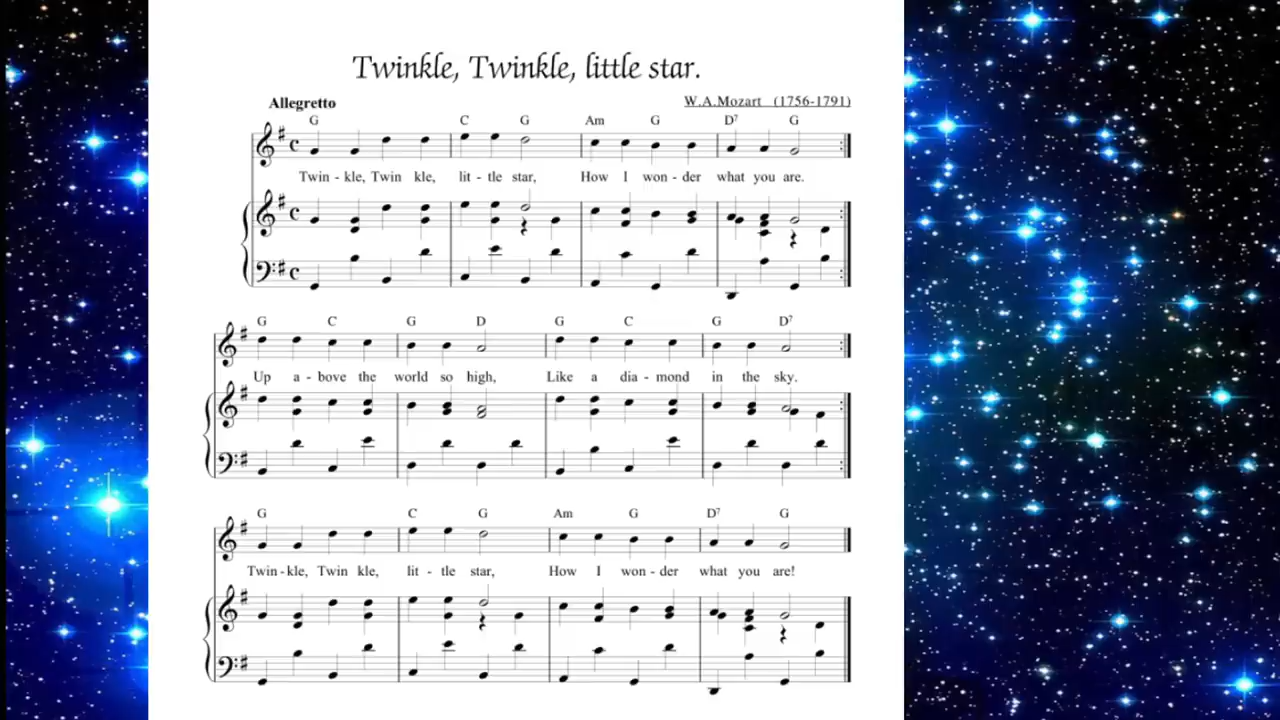 Twinkle, Twinkle, little star.
Allegretto
W.A.Mozart (1756-1791)
G C G Am G D7 G
Twin - kle, Twin kle, lit - tle star, How I won - der what you are.
G C G D G C G D7
Up a - bove the world so high, Like a dia - mond in the sky.
G C G Am G D7 G
Twin - kle, Twin kle, lit - tle star, How I won - der what you are!